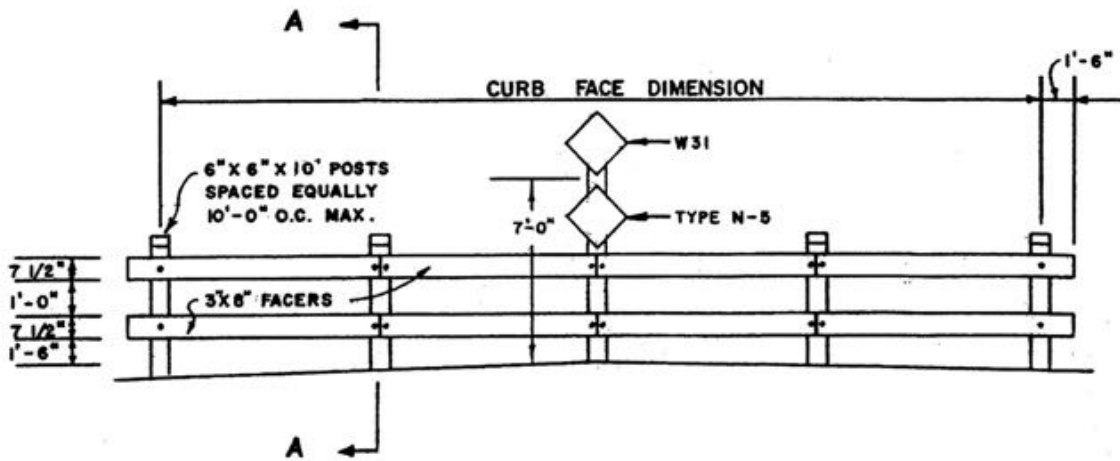 A
1'-6"
CURB FACE DIMENSION
W31
6" X 6" X 10' POSTS
SPACED EQUALLY
10'-0" O.C. MAX.
7'-0"
TYPE N-5
7 1/2"
1'-0"
3"X8" FACERS
7 1/2"
1'-6"
A